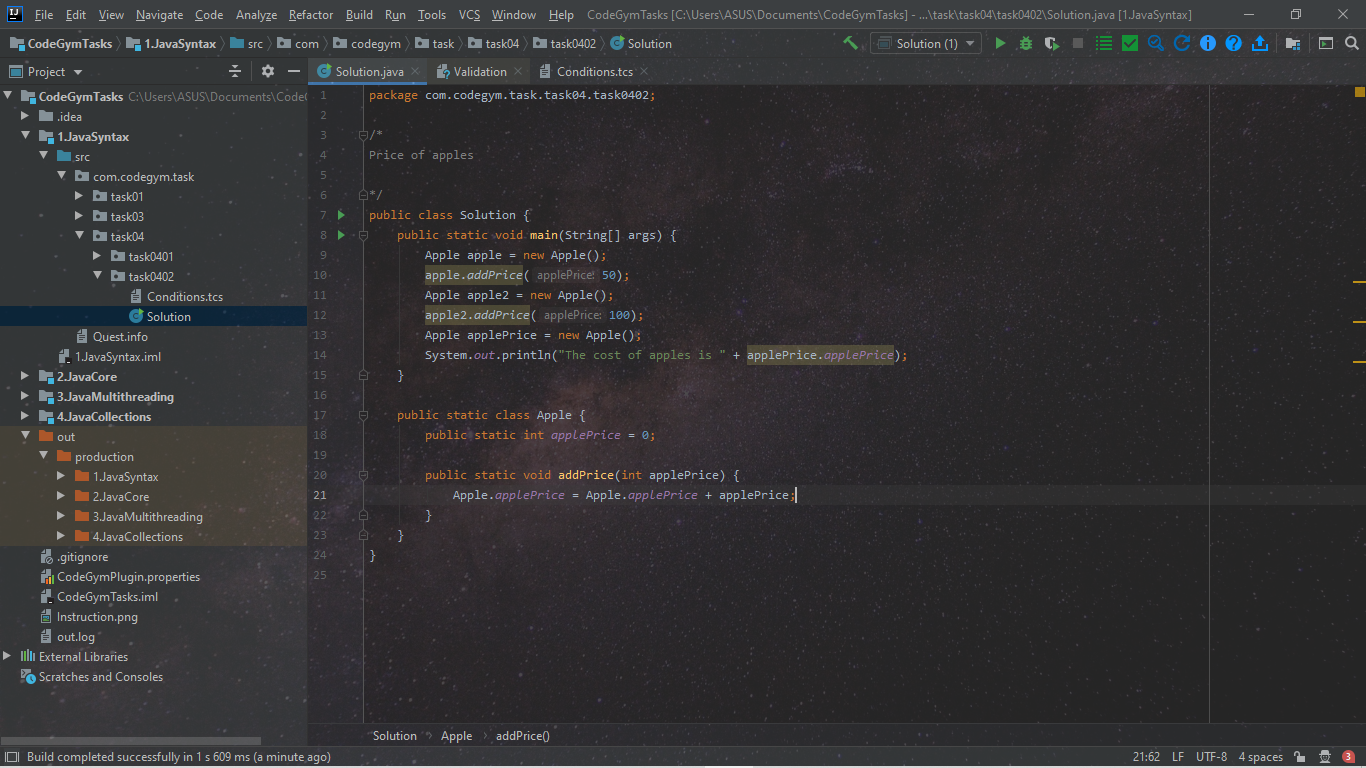 File Edit View Navigate Code Analyze Refactor Build Run Tools VCS Window Help CodeGymTasks [C:\Users\ASUS\Documents\CodeGymTasks] - ...\task\task04\task0402\Solution.java [1.JavaSyntax]
CodeGymTasks 1.JavaSyntax src com codegym task task04 task0402 Solution Solution (1)
Project Solution.java Validation Conditions.tcs
CodeGymTasks C:\Users\ASUS\Documents\Code
.idea
1.JavaSyntax
src
com.codegym.task
task01
task03
task04
task0401
task0402
Conditions.tcs
Solution
Quest.info
1.JavaSyntax.iml
2.JavaCore
3.JavaMultithreading
4.JavaCollections
out
production
1.JavaSyntax
2.JavaCore
3.JavaMultithreading
4.JavaCollections
.gitignore
CodeGymPlugin.properties
CodeGymTasks.iml
Instruction.png
out.log
External Libraries
Scratches and Consoles
1 package com.codegym.task.task04.task0402;
2
3 /*
4 Price of apples
5
6 */
7 public class Solution {
8 public static void main(String[] args) {
9 Apple apple = new Apple();
10 apple.addPrice( applePrice: 50);
11 Apple apple2 = new Apple();
12 apple2.addPrice( applePrice: 100);
13 Apple applePrice = new Apple();
14 System.out.println("The cost of apples is " + applePrice.applePrice);
15 }
16
17 public static class Apple {
18 public static int applePrice = 0;
19
20 public static void addPrice(int applePrice) {
21 Apple.applePrice = Apple.applePrice + applePrice;
22 }
23 }
24 }
25
Solution Apple addPrice()
Build completed successfully in 1 s 609 ms (a minute ago) 21:62 LF UTF-8 4 spaces 3